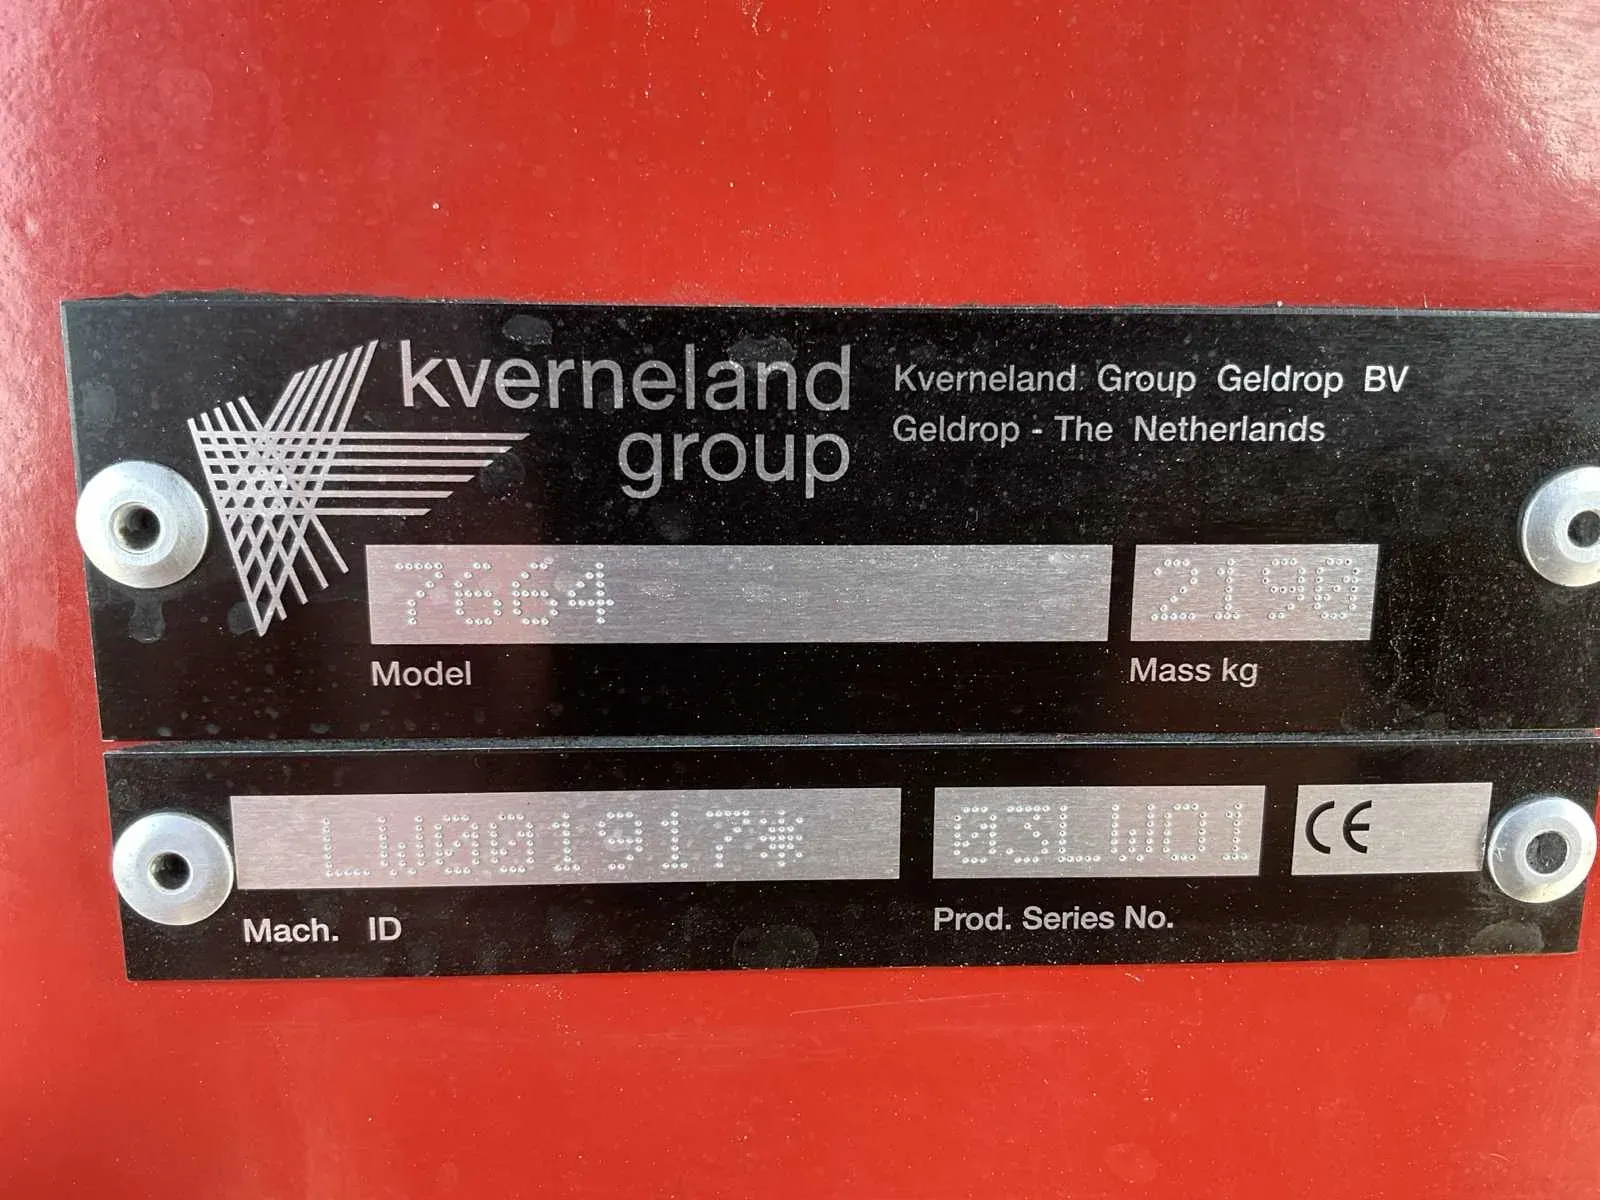 kverneland
group
Kverneland Group Geldrop BV
Geldrop - The Netherlands
7664
2190
Model
Mass kg
LW001917*
03LW01
CE
Mach. ID
Prod. Series No.